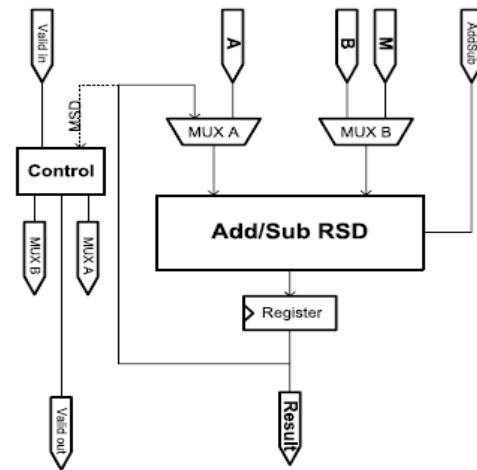 Valid in
A
B
M
AddSub
MSD
MUX A
MUX B
Control
Add/Sub RSD
MUX B
MUX A
Register
Valid out
Result